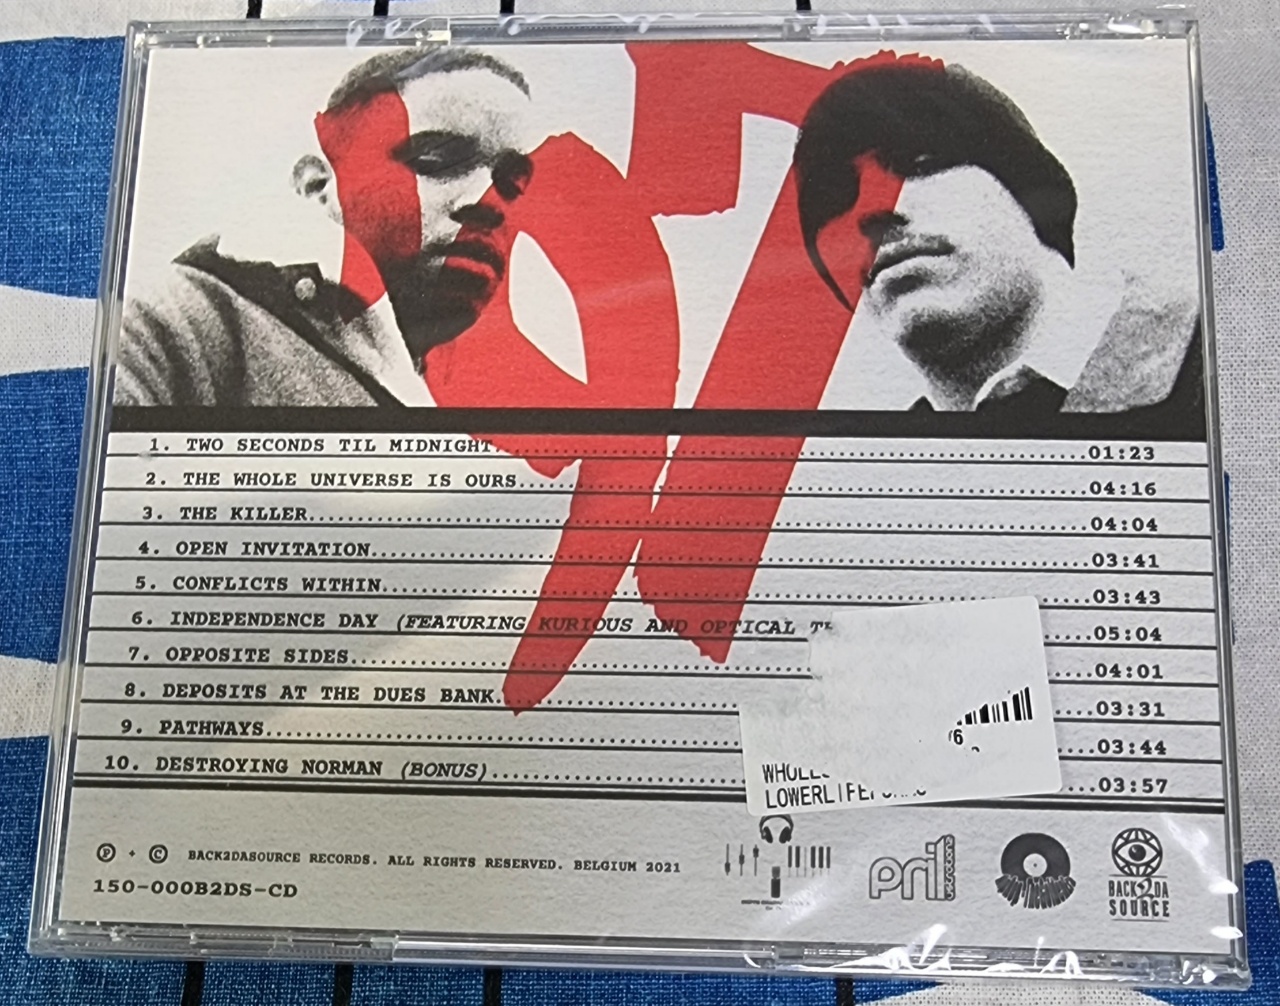 1. TWO SECONDS TIL MIDNIGHT 01:23
2. THE WHOLE UNIVERSE IS OURS 04:16
3. THE KILLER 04:04
4. OPEN INVITATION 03:41
5. CONFLICTS WITHIN 03:43
6. INDEPENDENCE DAY (FEATURING KURIOUS AND OPTICAL 05:04
7. OPPOSITE SIDES 04:01
8. DEPOSITS AT THE DUES BANK 03:31
9. PATHWAYS 03:44
10. DESTROYING NORMAN (BONUS) 03:57
6
Ⓟ + © BACK2DASOURCE RECORDS. ALL RIGHTS RESERVED. BELGIUM 2021
150-000B2DS-CD
pril
BACK2DA
SOURCE